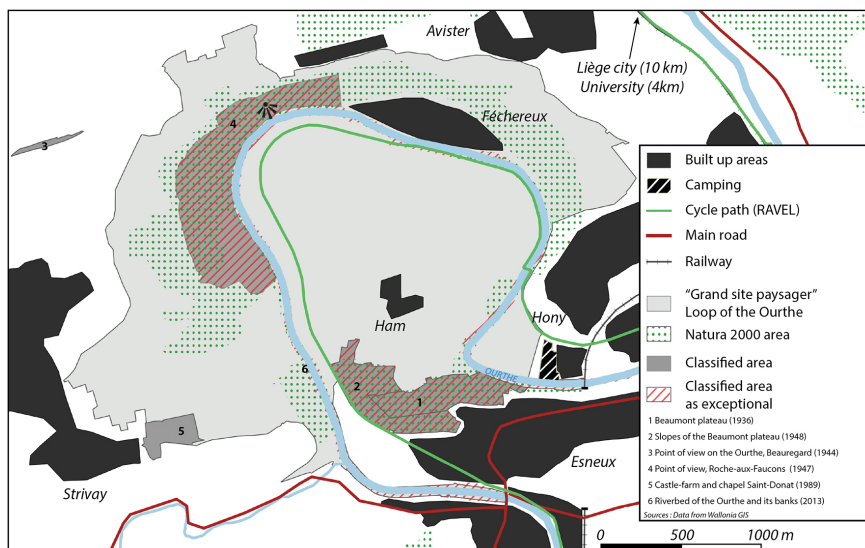 Avister
Liège city (10 km)
University (4km)
4
Féchereux
3
Built up areas
Camping
Cycle path (RAVEL)
Main road
Railway
"Grand site paysager"
Loop of the Ourthe
Natura 2000 area
Classified area
Classified area
as exceptional
1 Beaumont plateau (1936)
2 Slopes of the Beaumont plateau (1948)
3 Point of view on the Ourthe, Beauregard (1944)
4 Point of view, Roche-aux-Faucons (1947)
5 Castle-farm and chapel Saint-Donat (1989)
6 Riverbed of the Ourthe and its banks (2013)
Sources : Data from Wallonia GIS
Hony
Ham
OURTHE
6
2
1
5
Esneux
Strivay
0 500 1000 m